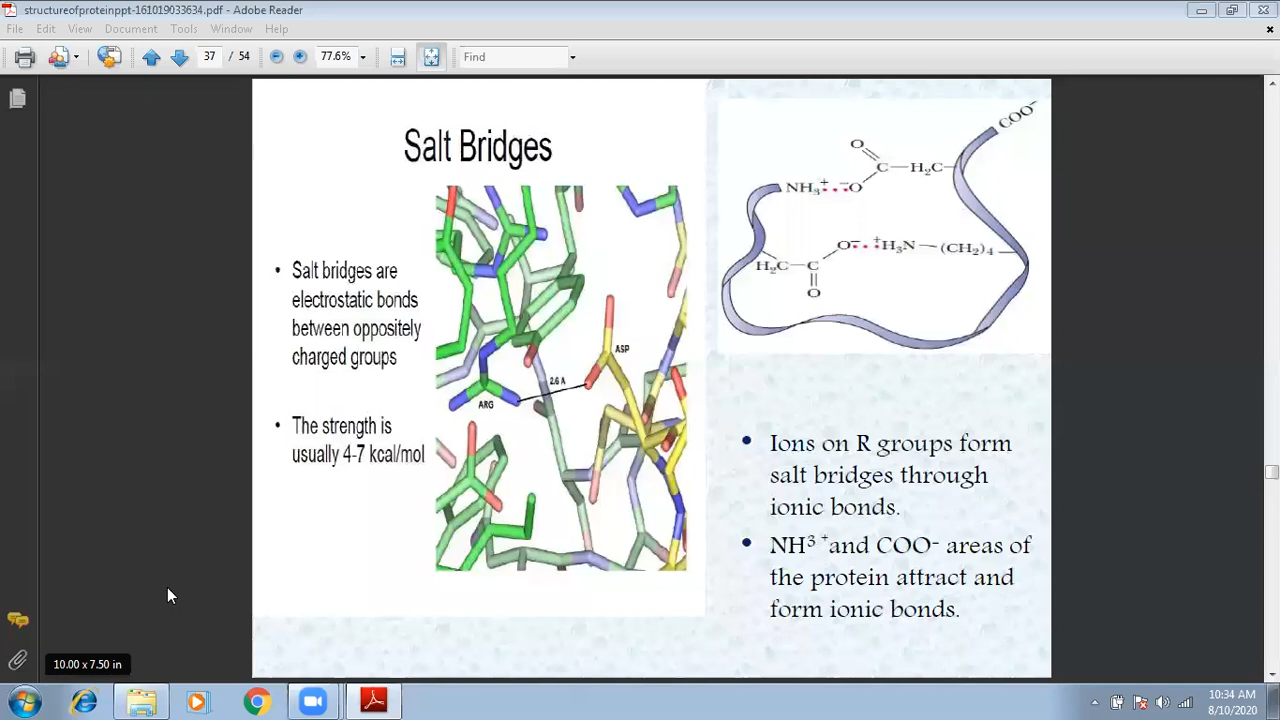 structureofproteinppt-161019033634.pdf - Adobe Reader
File Edit View Document Tools Window Help
37 / 54 77.6% Find
Salt Bridges
• Salt bridges are
electrostatic bonds
between oppositely
charged groups
• The strength is
usually 4-7 kcal/mol
ASP
2.6 A
ARG
COO⁻
O
C—H₂C—
NH₃⁺...⁻O
O⁻...⁺H₃N—(CH₂)₄—
H₂C—C
O
• Ions on R groups form
salt bridges through
ionic bonds.
• NH³ ⁺and COO⁻ areas of
the protein attract and
form ionic bonds.
10.00 x 7.50 in
10:34 AM
8/10/2020